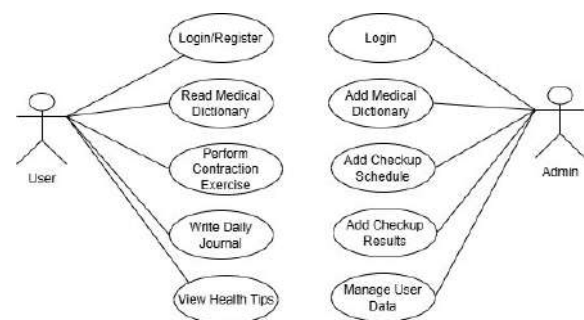 Login/Register
Login
Read Medical
Dictionary
Add Medical
Dictionary
User
Perform
Contraction
Exercise
Add Checkup
Schedule
Admin
Write Daily
Journal
Add Checkup
Results
View Health Tips
Manage User
Data